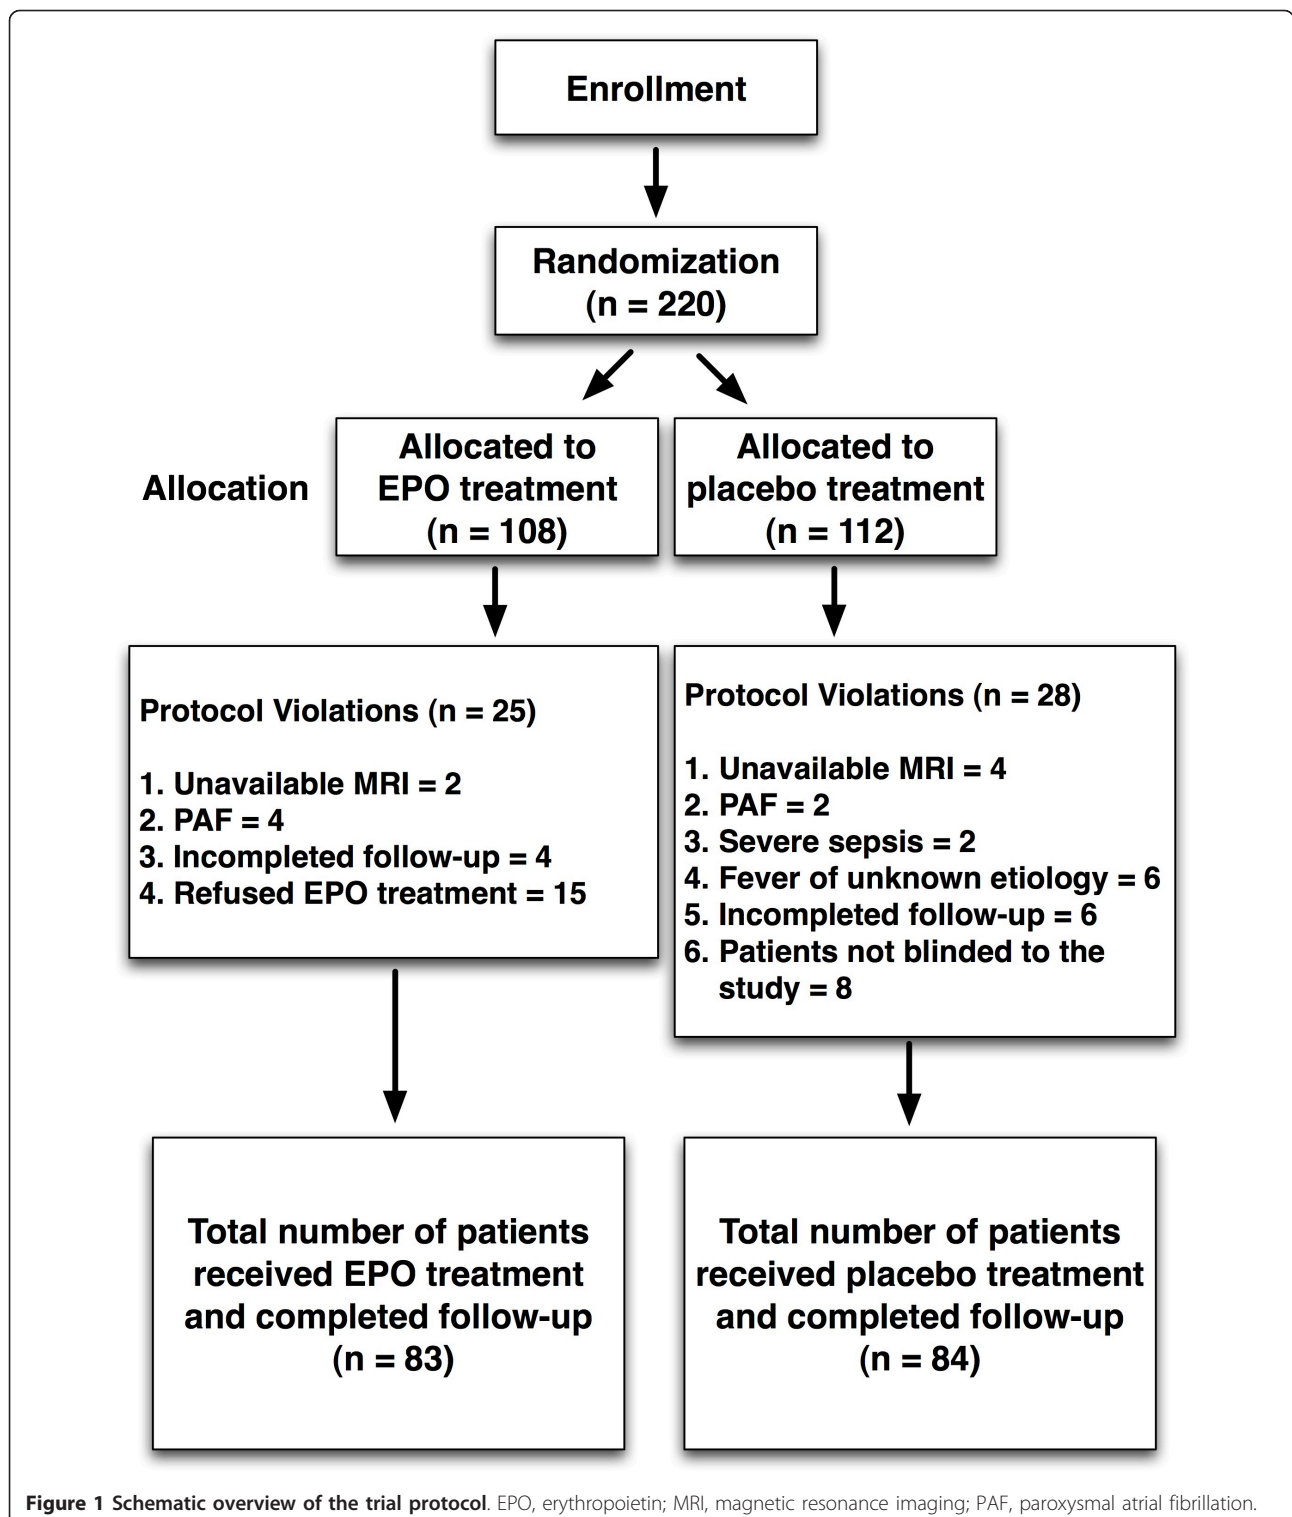 Enrollment
Randomization
(n = 220)
Allocation
Allocated to
EPO treatment
(n = 108)
Allocated to
placebo treatment
(n = 112)
Protocol Violations (n = 25)
1. Unavailable MRI = 2
2. PAF = 4
3. Incompleted follow-up = 4
4. Refused EPO treatment = 15
Protocol Violations (n = 28)
1. Unavailable MRI = 4
2. PAF = 2
3. Severe sepsis = 2
4. Fever of unknown etiology = 6
5. Incompleted follow-up = 6
6. Patients not blinded to the
study = 8
Total number of patients
received EPO treatment
and completed follow-up
(n = 83)
Total number of patients
received placebo treatment
and completed follow-up
(n = 84)
Figure 1 Schematic overview of the trial protocol. EPO, erythropoietin; MRI, magnetic resonance imaging; PAF, paroxysmal atrial fibrillation.